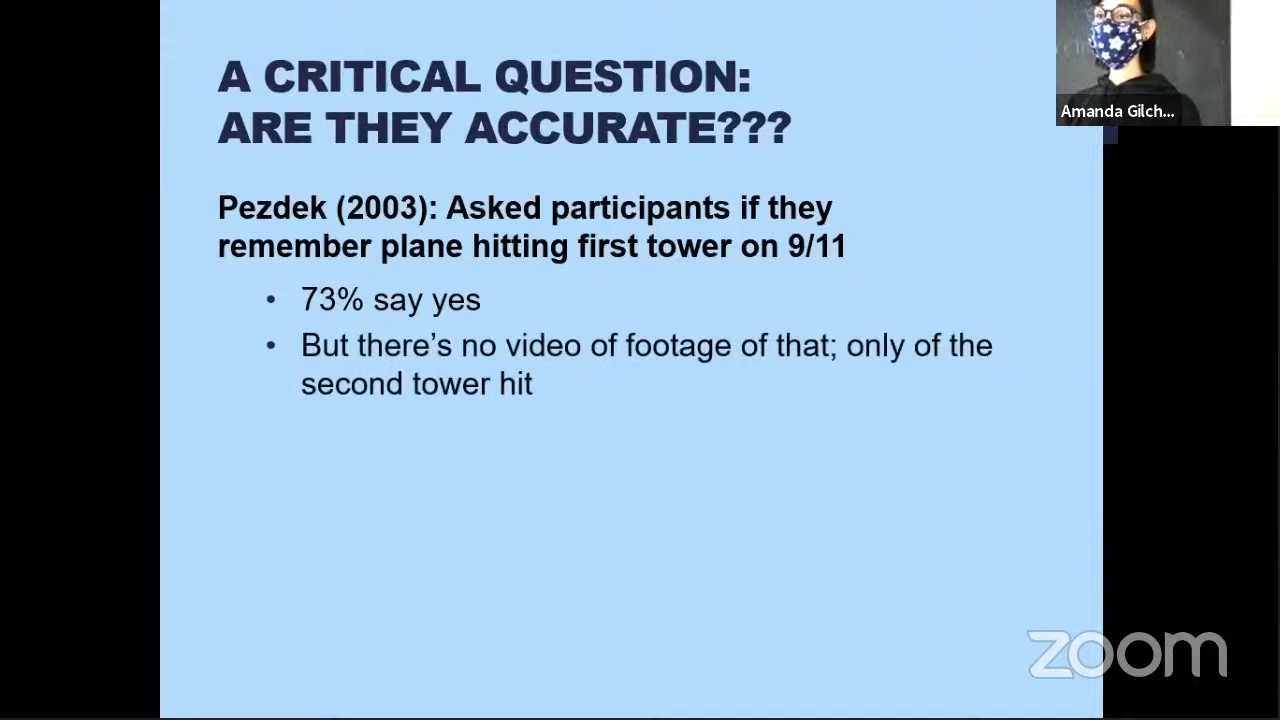 A CRITICAL QUESTION:
ARE THEY ACCURATE???
Amanda Gilch...
Pezdek (2003): Asked participants if they
remember plane hitting first tower on 9/11
• 73% say yes
• But there's no video of footage of that; only of the
second tower hit
zoom